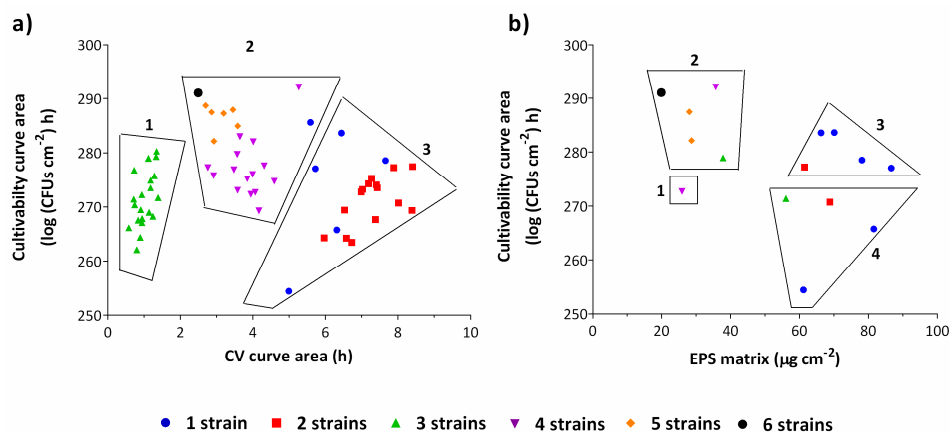 a)
b)
Cultivability curve area
(log (CFUs cm-2) h)
300
290
280
270
260
250
1
2
3
0 2 4 6 8 10
CV curve area (h)
Cultivability curve area
(log (CFUs cm-2) h)
300
290
280
270
260
250
2
3
1
4
0 20 40 60 80 100
EPS matrix (μg cm-2)
1 strain 2 strains 3 strains 4 strains 5 strains 6 strains